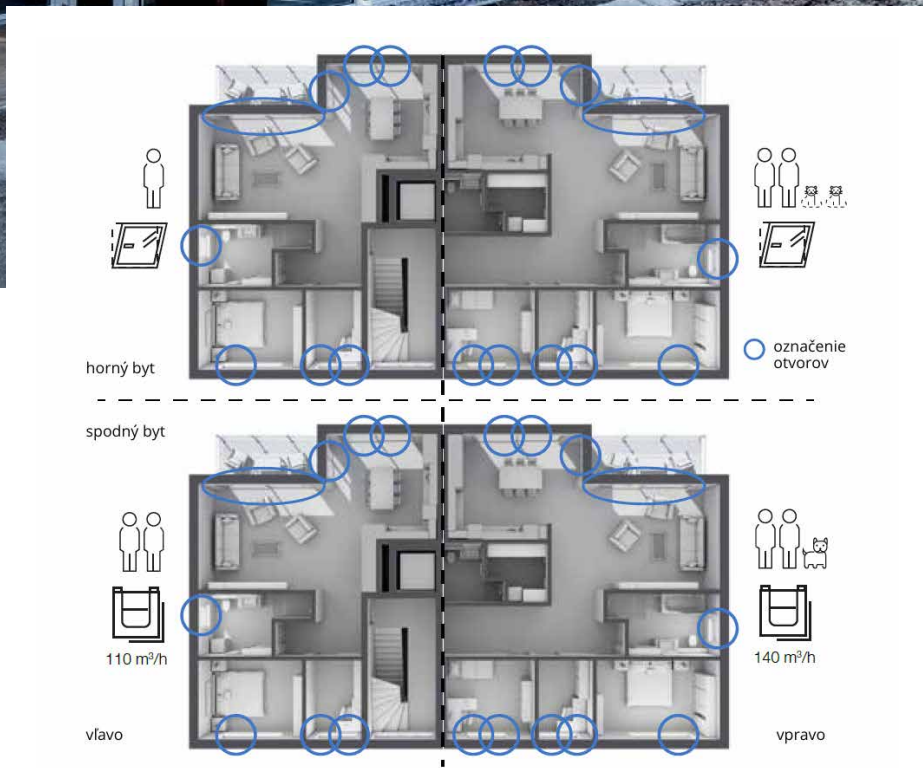 horný byt
označenie
otvorov
spodný byt
110 m³/h
140 m³/h
vľavo
vpravo